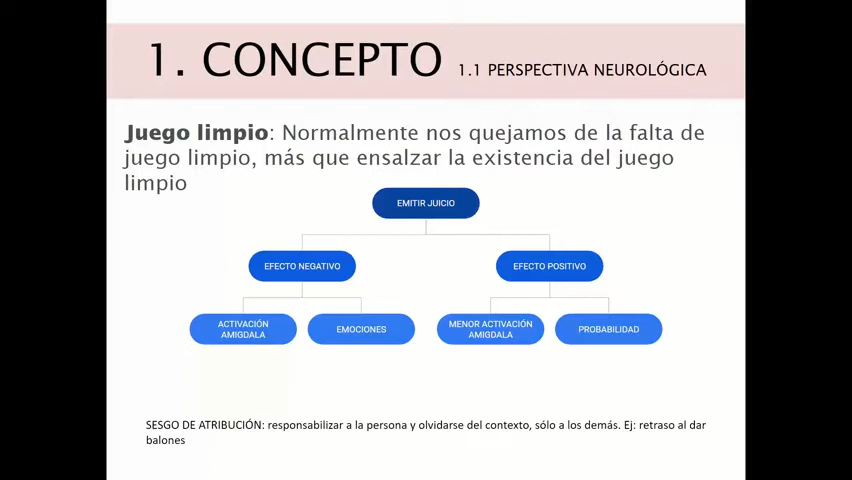 1. CONCEPTO 1.1 PERSPECTIVA NEUROLÓGICA
Juego limpio: Normalmente nos quejamos de la falta de
juego limpio, más que ensalzar la existencia del juego
limpio
EMITIR JUICIO
EFECTO NEGATIVO
EFECTO POSITIVO
ACTIVACIÓN
AMIGDALA
EMOCIONES
MENOR ACTIVACIÓN
AMIGDALA
PROBABILIDAD
SESGO DE ATRIBUCIÓN: responsabilizar a la persona y olvidarse del contexto, sólo a los demás. Ej: retraso al dar
balones